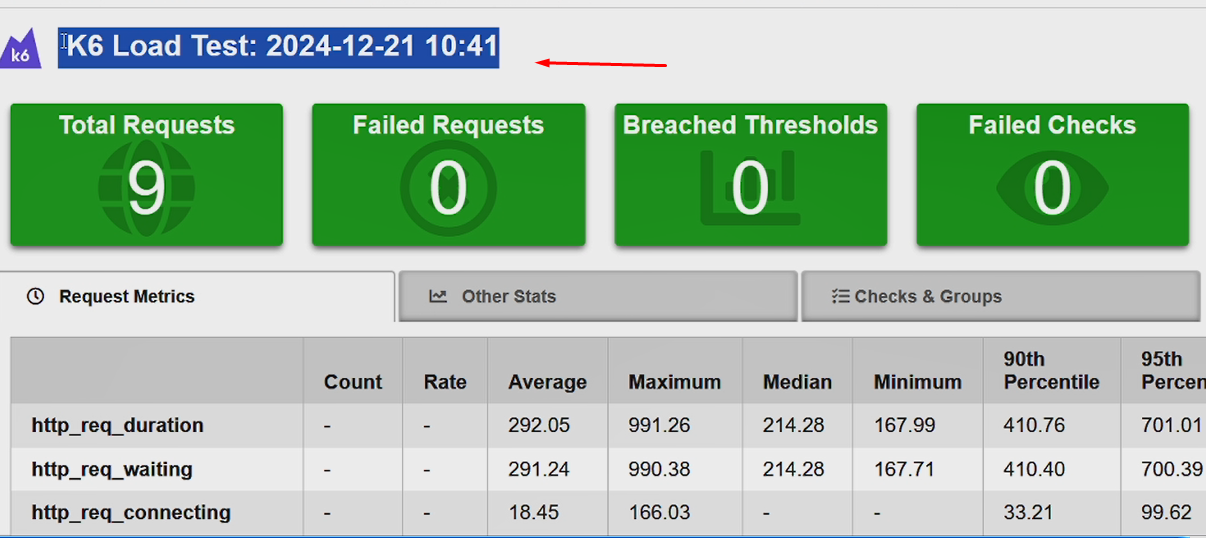 k6
K6 Load Test: 2024-12-21 10:41
Total Requests Failed Requests Breached Thresholds Failed Checks
9 0 0 0
Request Metrics Other Stats Checks & Groups
Count Rate Average Maximum Median Minimum 90th Percentile 95th
http_req_duration - - 292.05 991.26 214.28 167.99 410.76 701.01
http_req_waiting - - 291.24 990.38 214.28 167.71 410.40 700.39
http_req_connecting - - 18.45 166.03 - - 33.21 99.62